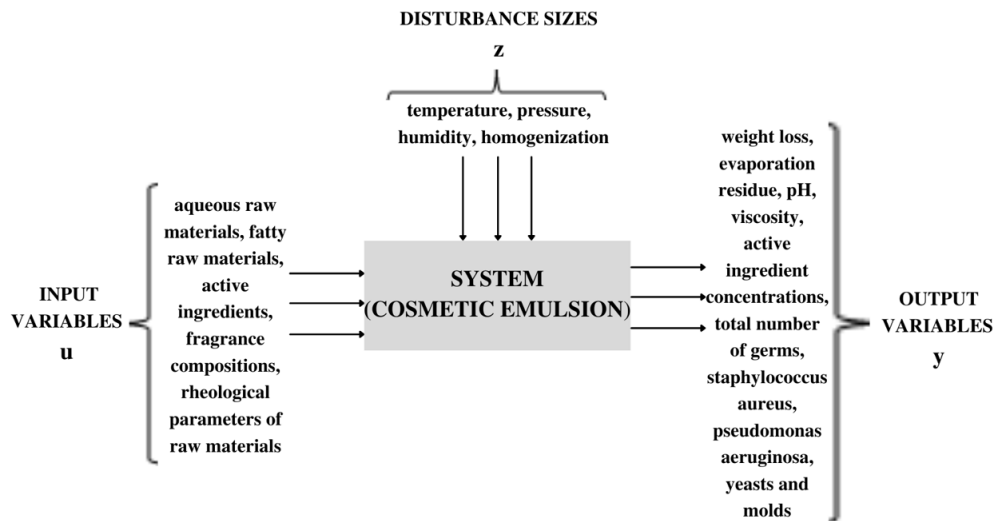 DISTURBANCE SIZES
z
temperature, pressure,
humidity, homogenization
INPUT
VARIABLES
u
aqueous raw
materials, fatty
raw materials,
active
ingredients,
fragrance
compositions,
rheological
parameters of
raw materials
SYSTEM
(COSMETIC EMULSION)
weight loss,
evaporation
residue, pH,
viscosity,
active
ingredient
concentrations,
total number
of germs,
staphylococcus
aureus,
pseudomonas
aeruginosa,
yeasts and
molds
OUTPUT
VARIABLES
y